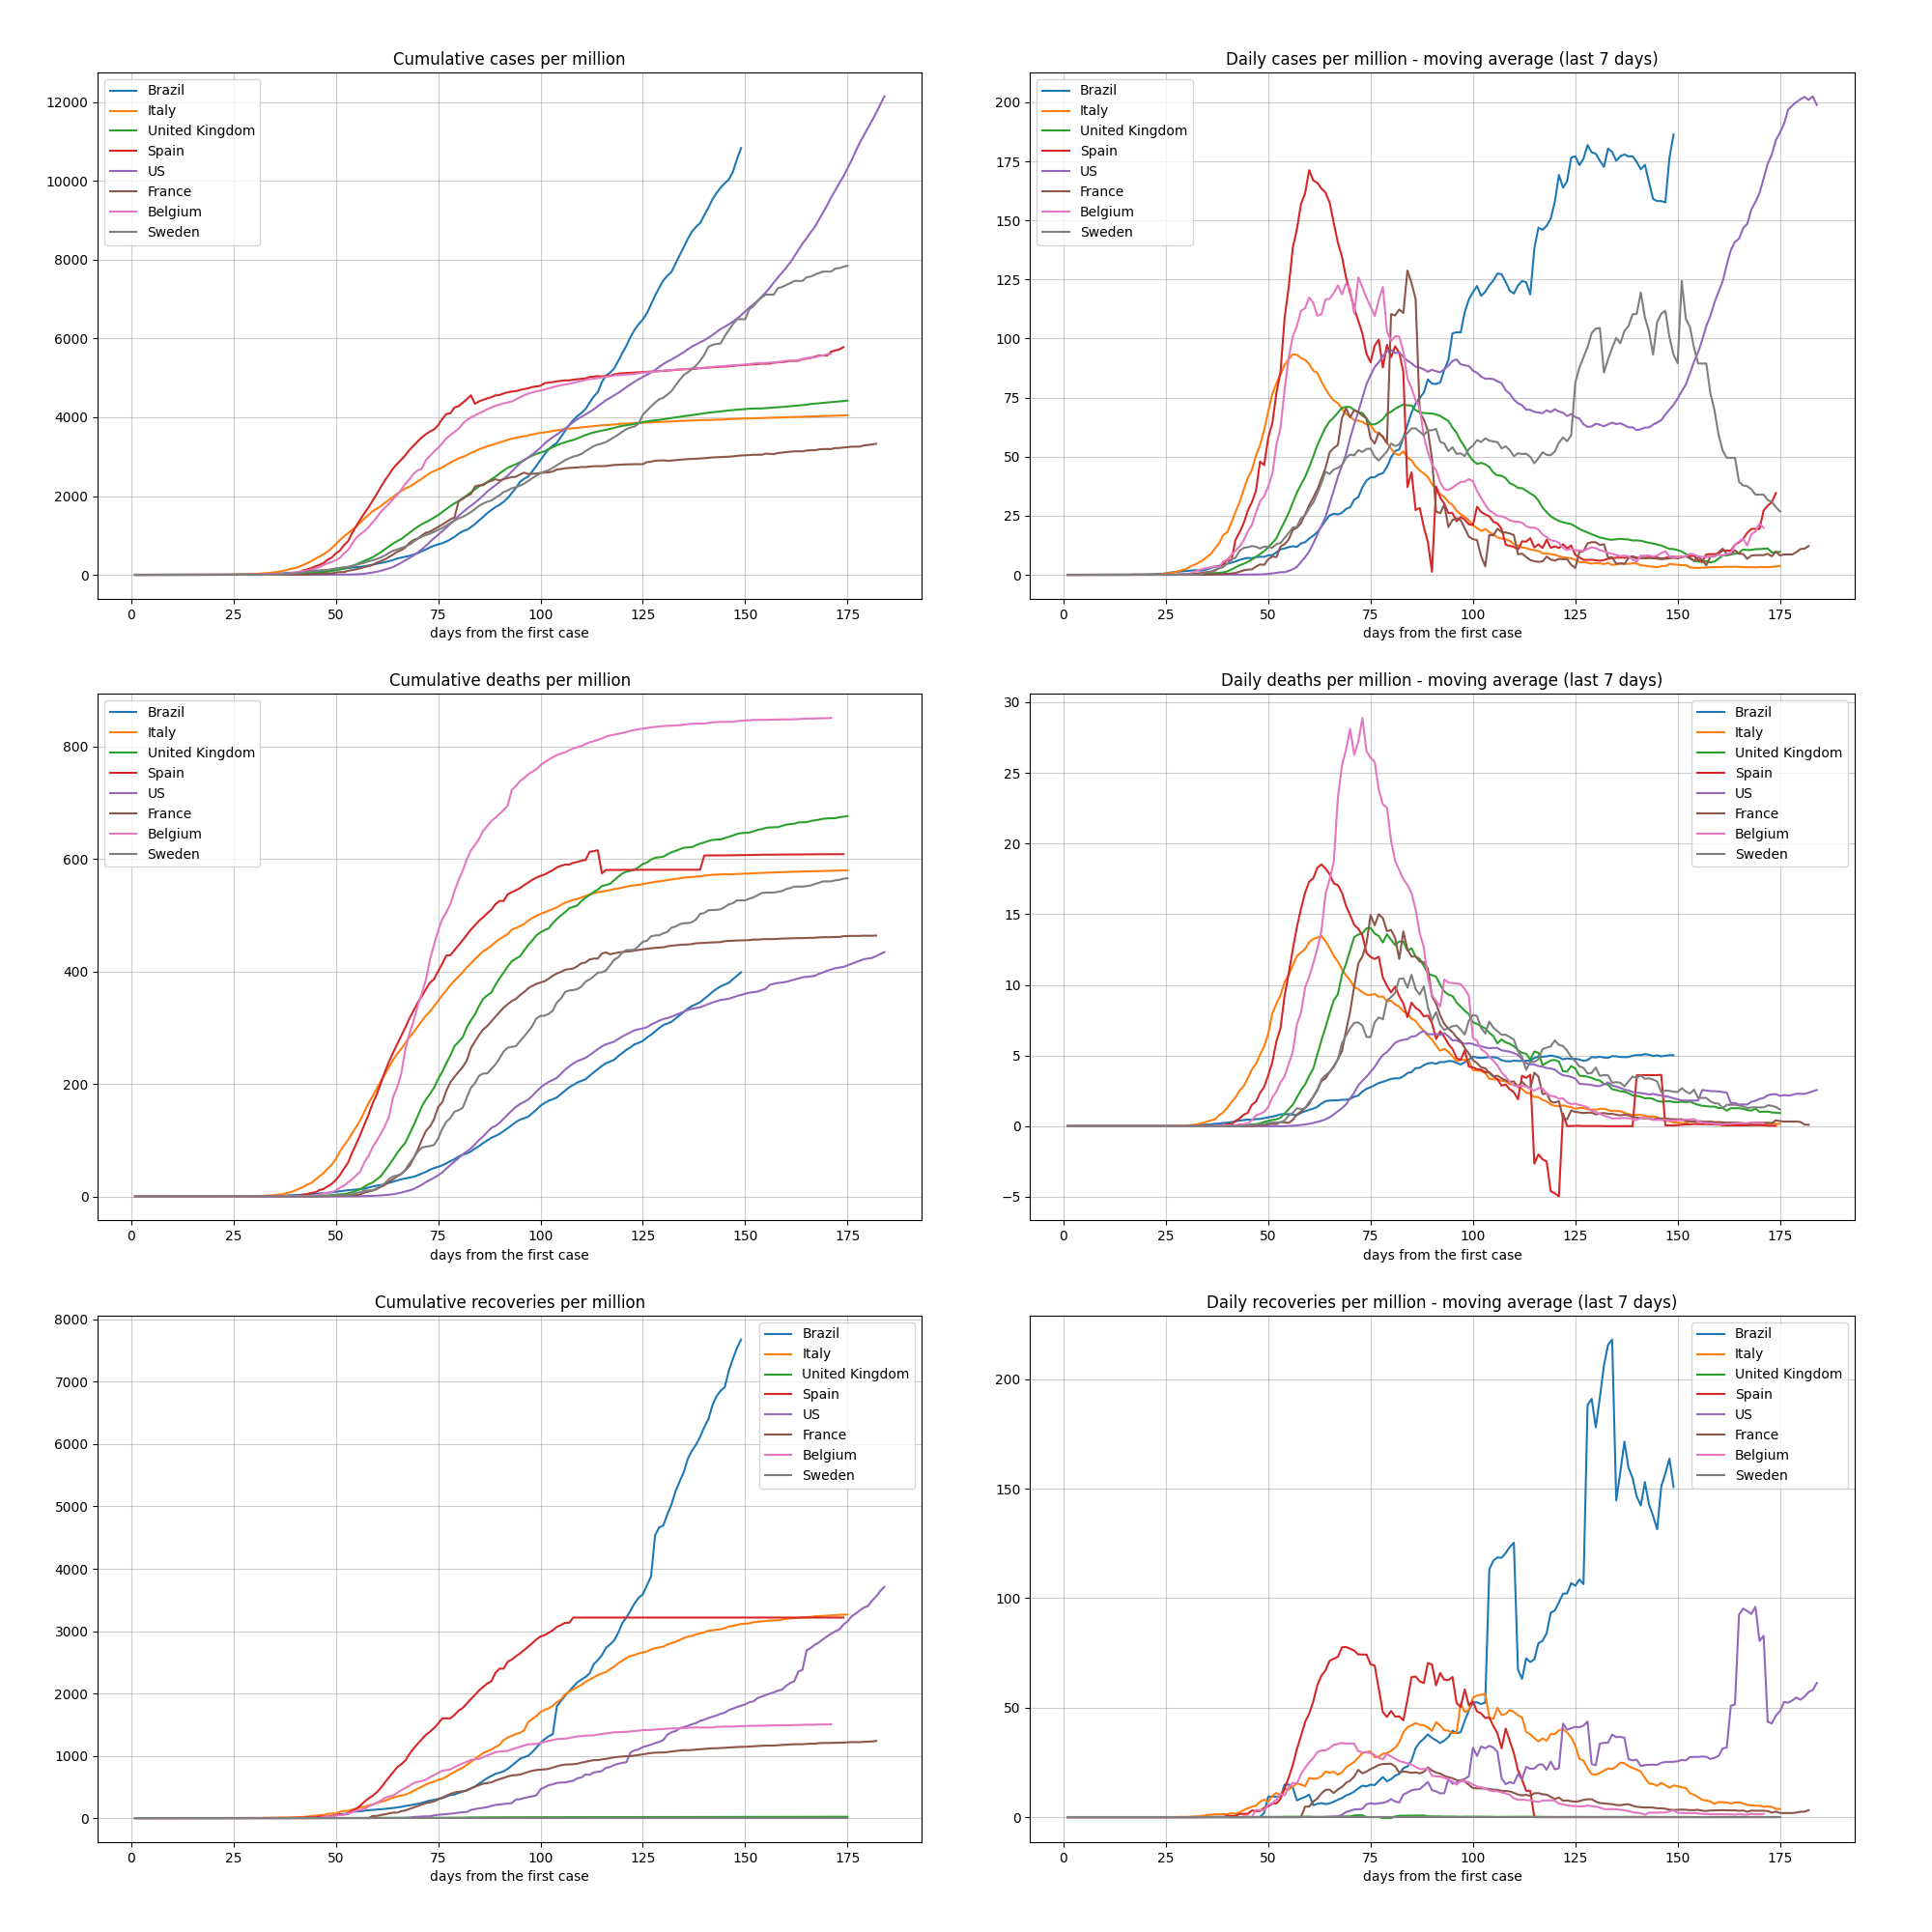 Cumulative cases per million
12000
10000
8000
6000
4000
2000
0
Brazil
Italy
United Kingdom
Spain
US
France
Belgium
Sweden
0 25 50 75 100 125 150 175
days from the first case
Daily cases per million - moving average (last 7 days)
200
175
150
125
100
75
50
25
0
Brazil
Italy
United Kingdom
Spain
US
France
Belgium
Sweden
0 25 50 75 100 125 150 175
days from the first case
Cumulative deaths per million
800
600
400
200
0
Brazil
Italy
United Kingdom
Spain
US
France
Belgium
Sweden
0 25 50 75 100 125 150 175
days from the first case
Daily deaths per million - moving average (last 7 days)
30
25
20
15
10
5
0
−5
Brazil
Italy
United Kingdom
Spain
US
France
Belgium
Sweden
0 25 50 75 100 125 150 175
days from the first case
Cumulative recoveries per million
8000
7000
6000
5000
4000
3000
2000
1000
0
Brazil
Italy
United Kingdom
Spain
US
France
Belgium
Sweden
0 25 50 75 100 125 150 175
days from the first case
Daily recoveries per million - moving average (last 7 days)
200
150
100
50
0
Brazil
Italy
United Kingdom
Spain
US
France
Belgium
Sweden
0 25 50 75 100 125 150 175
days from the first case